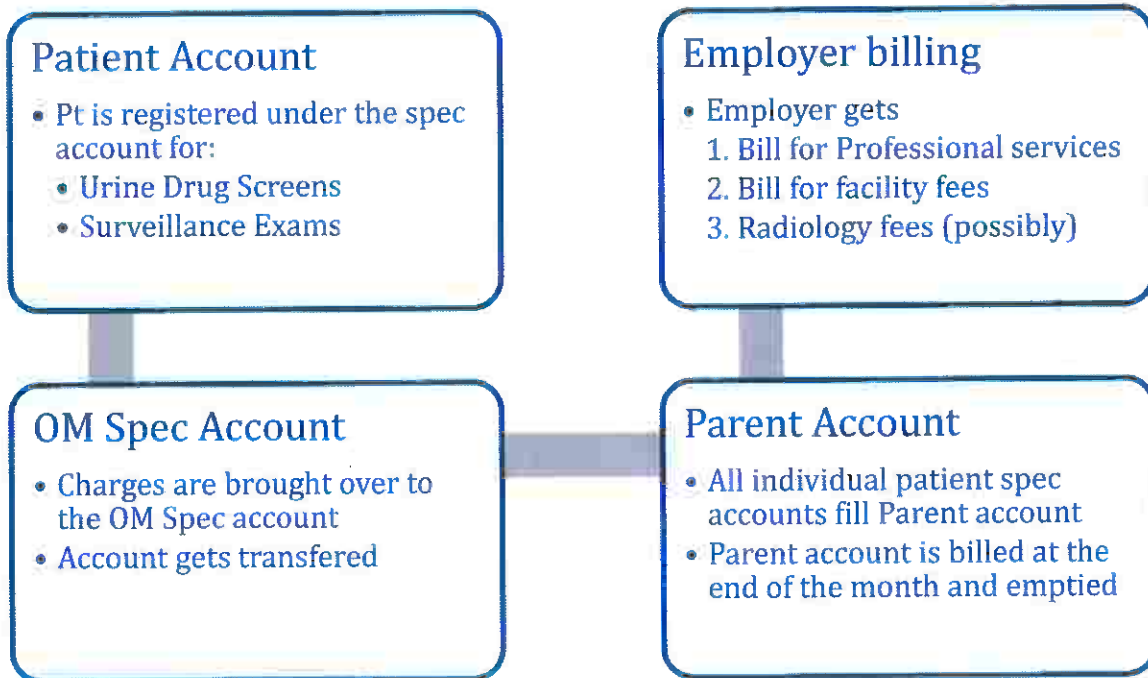 Patient Account
• Pt is registered under the spec
account for:
• Urine Drug Screens
• Surveillance Exams
OM Spec Account
• Charges are brought over to
the OM Spec account
• Account gets transfered
Parent Account
• All individual patient spec
accounts fill Parent account
• Parent account is billed at the
end of the month and emptied
Employer billing
• Employer gets
1. Bill for Professional services
2. Bill for facility fees
3. Radiology fees (possibly)